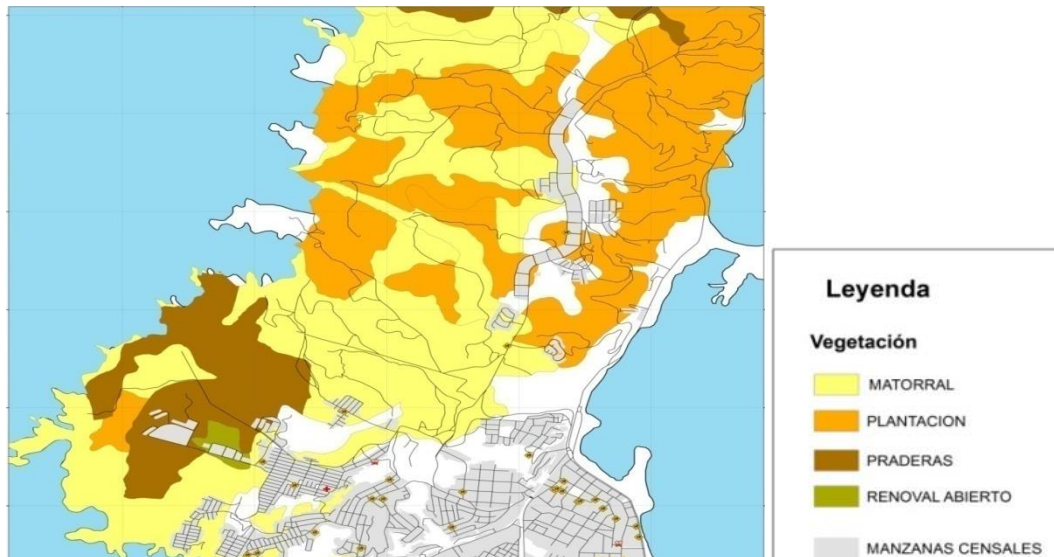 Leyenda
Vegetación
MATORRAL
PLANTACION
PRADERAS
RENOVAL ABIERTO
MANZANAS CENSALES